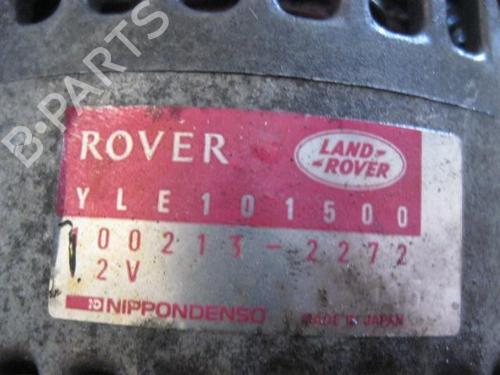 B-PARTS
ROVER
LAND-
-ROVER
YLE101500
100213-2272
12V
NIPPONDENSO
MADE IN JAPAN